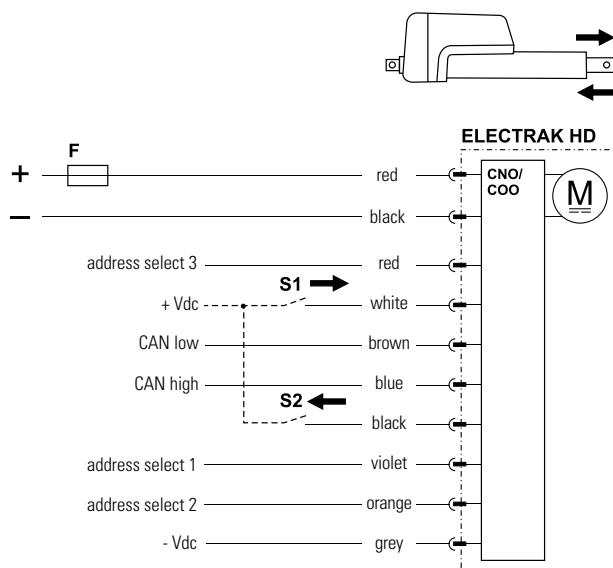 ELECTRAK HD
F
+ red CNO/
COO
M
− black
address select 3 red
S1
+ Vdc white
CAN low brown
CAN high blue
S2
black
address select 1 violet
address select 2 orange
- Vdc grey